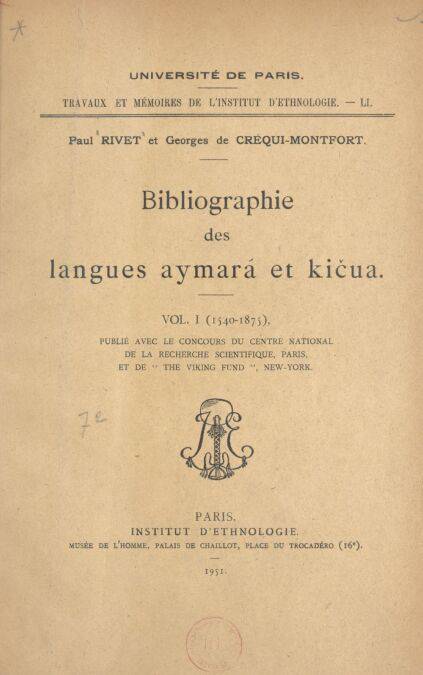 UNIVERSITÉ DE PARIS.
TRAVAUX ET MÉMOIRES DE L'INSTITUT D'ETHNOLOGIE. — LI.
Paul RIVET et Georges de CRÉQUI-MONTFORT.
Bibliographie
des
langues aymará et kičua.
VOL. I (1540-1875),
PUBLIÉ AVEC LE CONCOURS DU CENTRE NATIONAL
DE LA RECHERCHE SCIENTIFIQUE, PARIS,
ET DE " THE VIKING FUND ", NEW-YORK.
7e
PARIS.
INSTITUT D'ETHNOLOGIE.
MUSÉE DE L'HOMME, PALAIS DE CHAILLOT, PLACE DU TROCADÉRO (16e).
1951.